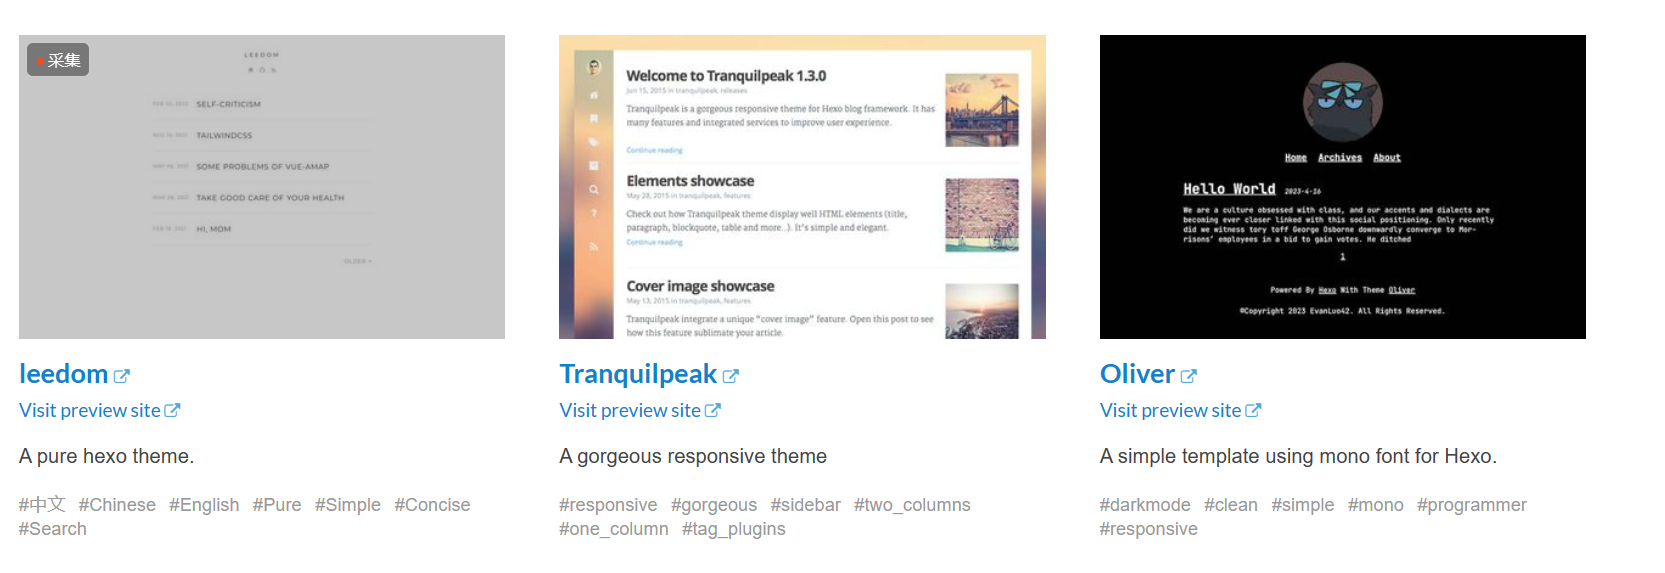 采集
LEEDOM
SELF-CRITICISM
TAILWINDCSS
SOME PROBLEMS OF VUE-AMAP
TAKE GOOD CARE OF YOUR HEALTH
HI, MOM
OLDER
Welcome to Tranquilpeak 1.3.0
Jun 15, 2015 in tranquilpeak, releases
Tranquilpeak is a gorgeous responsive theme for Hexo blog framework. It has
many features and integrated services to improve user experience.
Continue reading
Elements showcase
May 28, 2015 in tranquilpeak, features
Check out how Tranquilpeak theme display well HTML elements (title,
paragraph, blockquote, table and more..). It's simple and elegant.
Continue reading
Cover image showcase
May 13, 2015 in tranquilpeak, features
Tranquilpeak integrate a unique "cover image" feature. Open this post to see
how this feature sublimate your article.
Home Archives About
Hello World 2023-4-16
We are a culture obsessed with class, and our accents and dialects are
becoming ever closer linked with this social positioning. Only recently
did we witness tory toff George Osborne downwardly converge to Mor-
risons' employees in a bid to gain votes. He ditched
1
Powered By Hexo With Theme Oliver
©Copyright 2023 EvanLuo42. All Rights Reserved.
leedom
Visit preview site
A pure hexo theme.
#中文 #Chinese #English #Pure #Simple #Concise
#Search
Tranquilpeak
Visit preview site
A gorgeous responsive theme
#responsive #gorgeous #sidebar #two_columns
#one_column #tag_plugins
Oliver
Visit preview site
A simple template using mono font for Hexo.
#darkmode #clean #simple #mono #programmer
#responsive